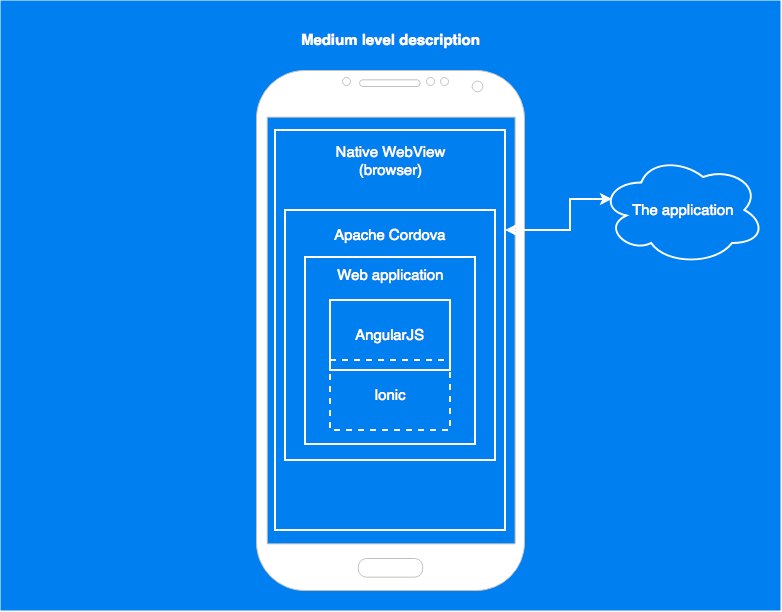 Medium level description
Native WebView
(browser)
The application
Apache Cordova
Web application
AngularJS
Ionic